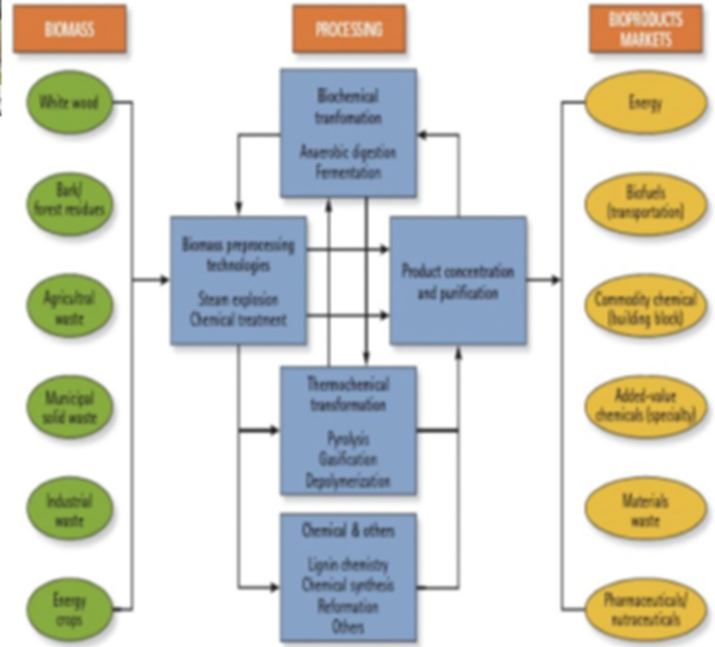 BIOMASS
PROCESSING
BIOPRODUCTS
MARKETS
White wood
Bark/
forest residues
Agricultral
waste
Municipal
solid waste
Industrial
waste
Energy
crops
Biochemical
tranfomation
Anaerobic digestion
Fermentation
Biomass preprocessing
technologies
Steam explosion
Chemical treatment
Product concentration
and purification
Thermochemical
transformation
Pyrolysis
Gasification
Depolymerization
Chemical & others
Lignin chemistry
Chemical synthesis
Reformation
Others
Energy
Biofuels
(transportation)
Commodity chemical
(building block)
Added-value
chemicals (specialty)
Materials
waste
Pharmaceuticals/
nutraceuticals